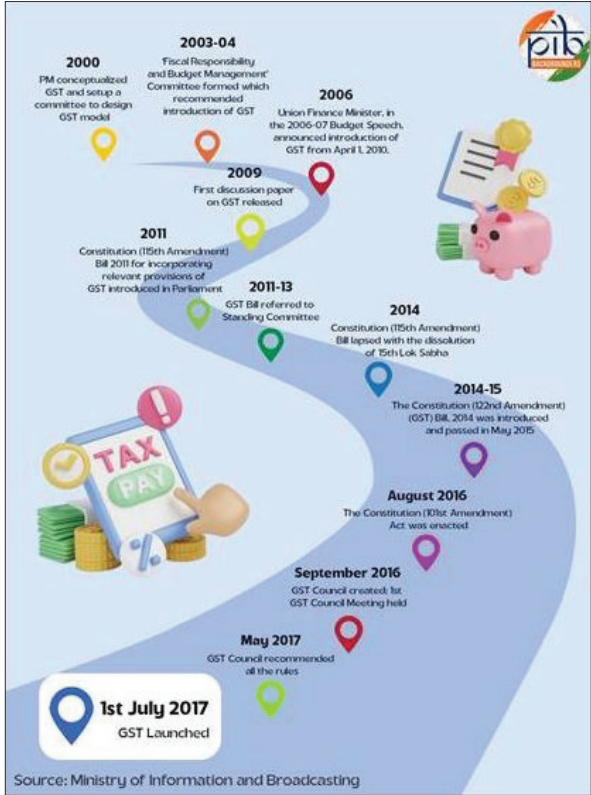 pib
BACKGROUNDERS
2000
PM conceptualized
GST and setup a
committee to design
GST model
2003-04
'Fiscal Responsibility
and Budget Management'
Committee formed which
recommended
introduction of GST
2006
Union Finance Minister, in
the 2006-07 Budget Speech,
announced introduction of
GST from April 1, 2010.
2009
First discussion paper
on GST released
2011
Constitution (115th Amendment)
Bill 2011 for incorporating
relevant provisions of
GST introduced in Parliament
2011-13
GST Bill referred to
Standing Committee
2014
Constitution (115th Amendment)
Bill lapsed with the dissolution
of 15th Lok Sabha
2014-15
The Constitution (122nd Amendment)
(GST) Bill, 2014 was introduced
and passed in May 2015
TAX
PAY
%
August 2016
The Constitution (101st Amendment)
Act was enacted
September 2016
GST Council created; 1st
GST Council Meeting held
May 2017
GST Council recommended
all the rules
1st July 2017
GST Launched
Source: Ministry of Information and Broadcasting